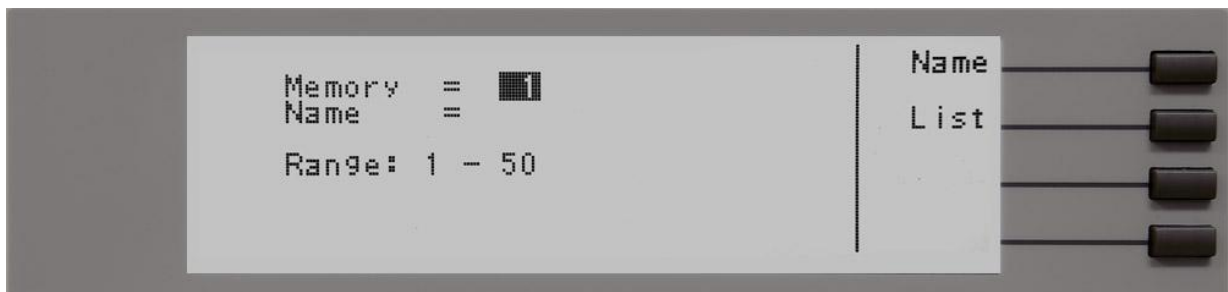 Memory = 1
Name =
Range: 1 - 50
Name
List